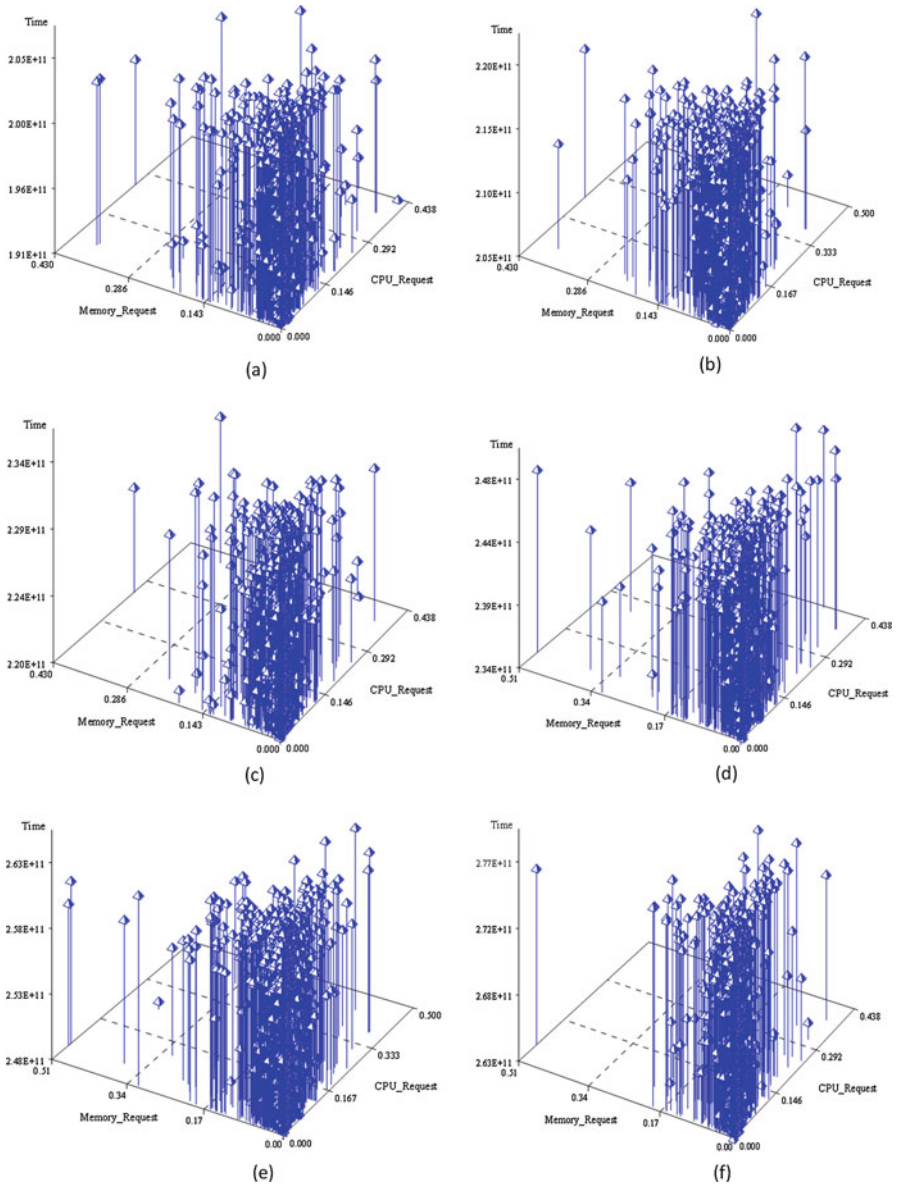 Time
2.05E+11
2.00E+11
1.96E+11
1.91E+11
0.430
0.286
0.143
0.000
Memory_Request
0.000
0.146
0.292
0.438
CPU_Request
(a)
Time
2.20E+11
2.15E+11
2.10E+11
2.05E+11
0.430
0.286
0.143
0.000
Memory_Request
0.000
0.167
0.333
0.500
CPU_Request
(b)
Time
2.34E+11
2.29E+11
2.24E+11
2.20E+11
0.430
0.286
0.143
0.000
Memory_Request
0.000
0.146
0.292
0.438
CPU_Request
(c)
Time
2.48E+11
2.44E+11
2.39E+11
2.34E+11
0.51
0.34
0.17
0.00
Memory_Request
0.000
0.146
0.292
0.438
CPU_Request
(d)
Time
2.63E+11
2.58E+11
2.53E+11
2.48E+11
0.51
0.34
0.17
0.00
Memory_Request
0.000
0.167
0.333
0.500
CPU_Request
(e)
Time
2.77E+11
2.72E+11
2.68E+11
2.63E+11
0.51
0.34
0.17
0.00
Memory_Request
0.000
0.146
0.292
0.438
CPU_Request
(f)